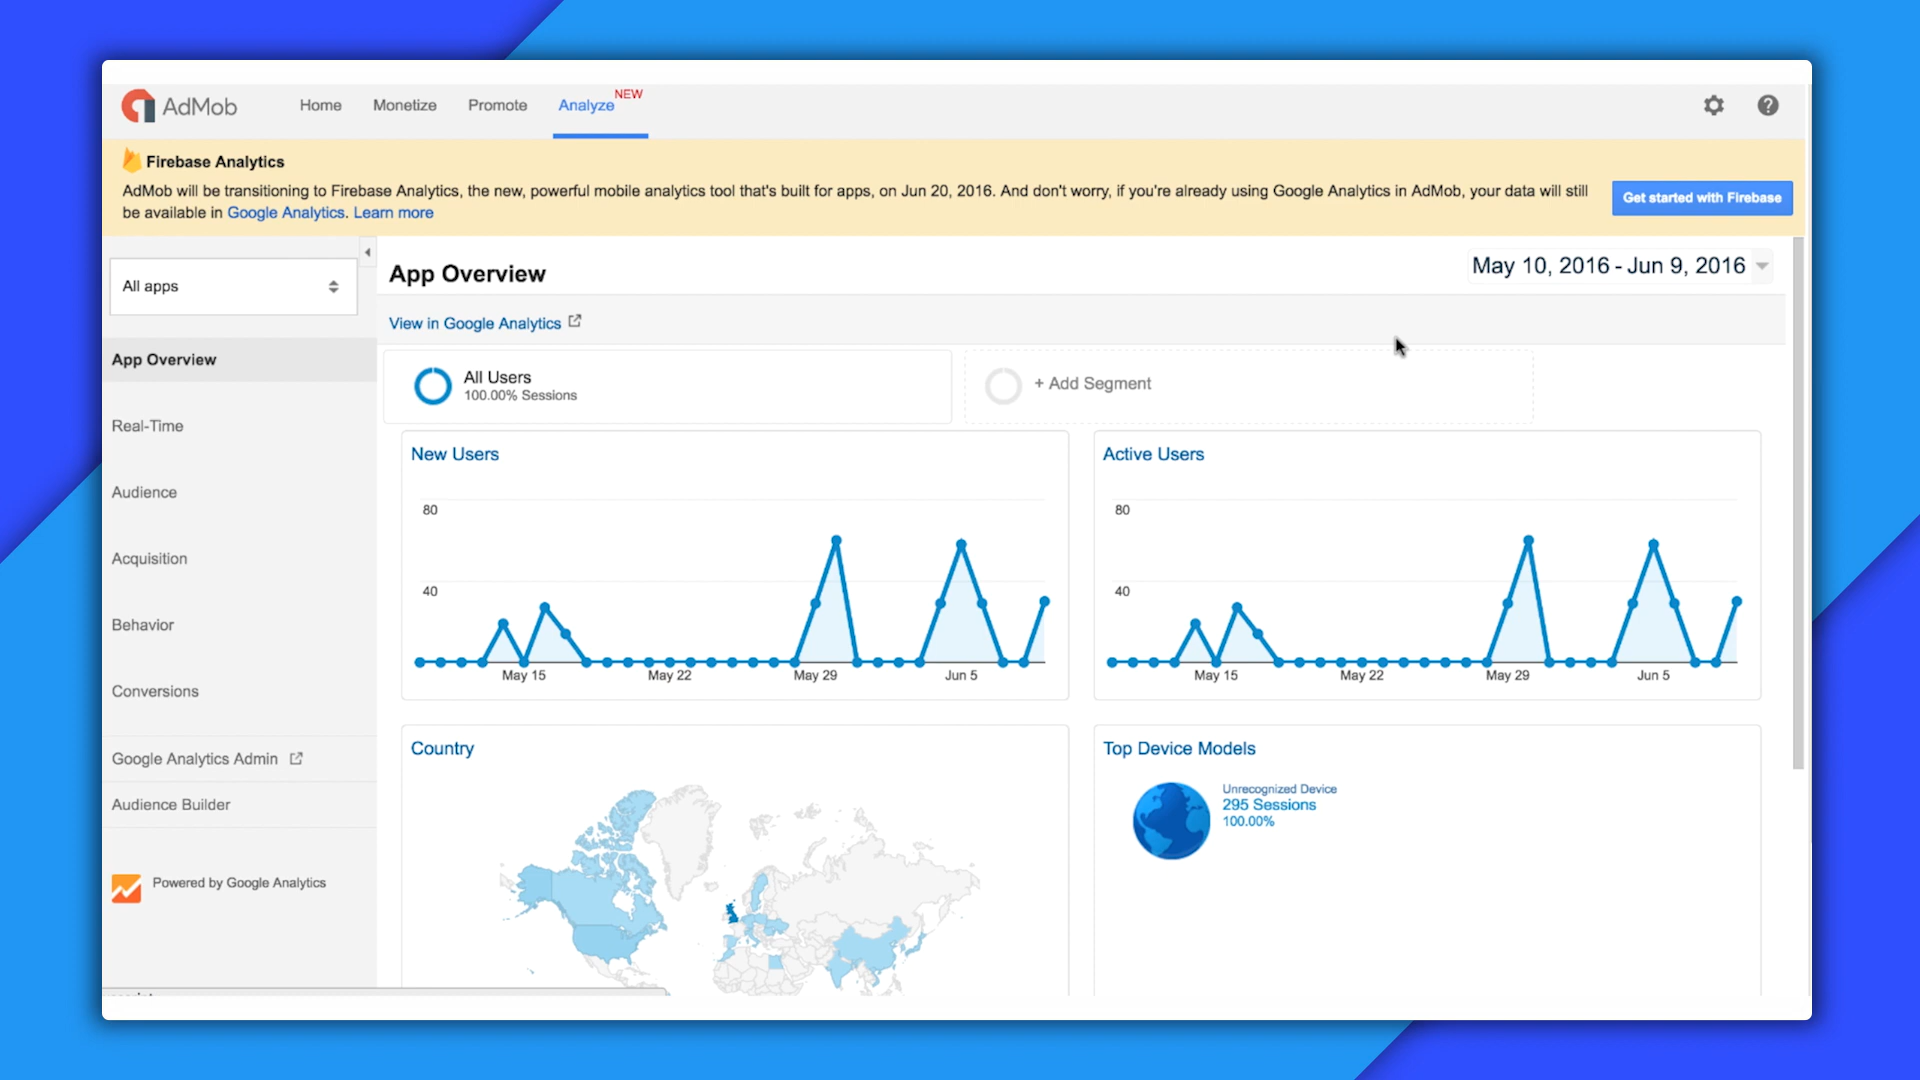 AdMob
Home
Monetize
Promote
Analyze
NEW
Firebase Analytics
AdMob will be transitioning to Firebase Analytics, the new, powerful mobile analytics tool that's built for apps, on Jun 20, 2016. And don't worry, if you're already using Google Analytics in AdMob, your data will still
be available in Google Analytics. Learn more
Get started with Firebase
All apps
App Overview
May 10, 2016 - Jun 9, 2016
View in Google Analytics
App Overview
Real-Time
Audience
Acquisition
Behavior
Conversions
Google Analytics Admin
Audience Builder
Powered by Google Analytics
All Users
100.00% Sessions
+ Add Segment
New Users
80
40
May 15
May 22
May 29
Jun 5
Active Users
80
40
May 15
May 22
May 29
Jun 5
Country
Top Device Models
Unrecognized Device
295 Sessions
100.00%